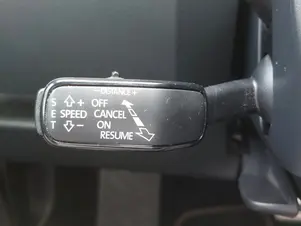 – DISTANCE +
S + OFF
E SPEED CANCEL
T – ON
RESUME